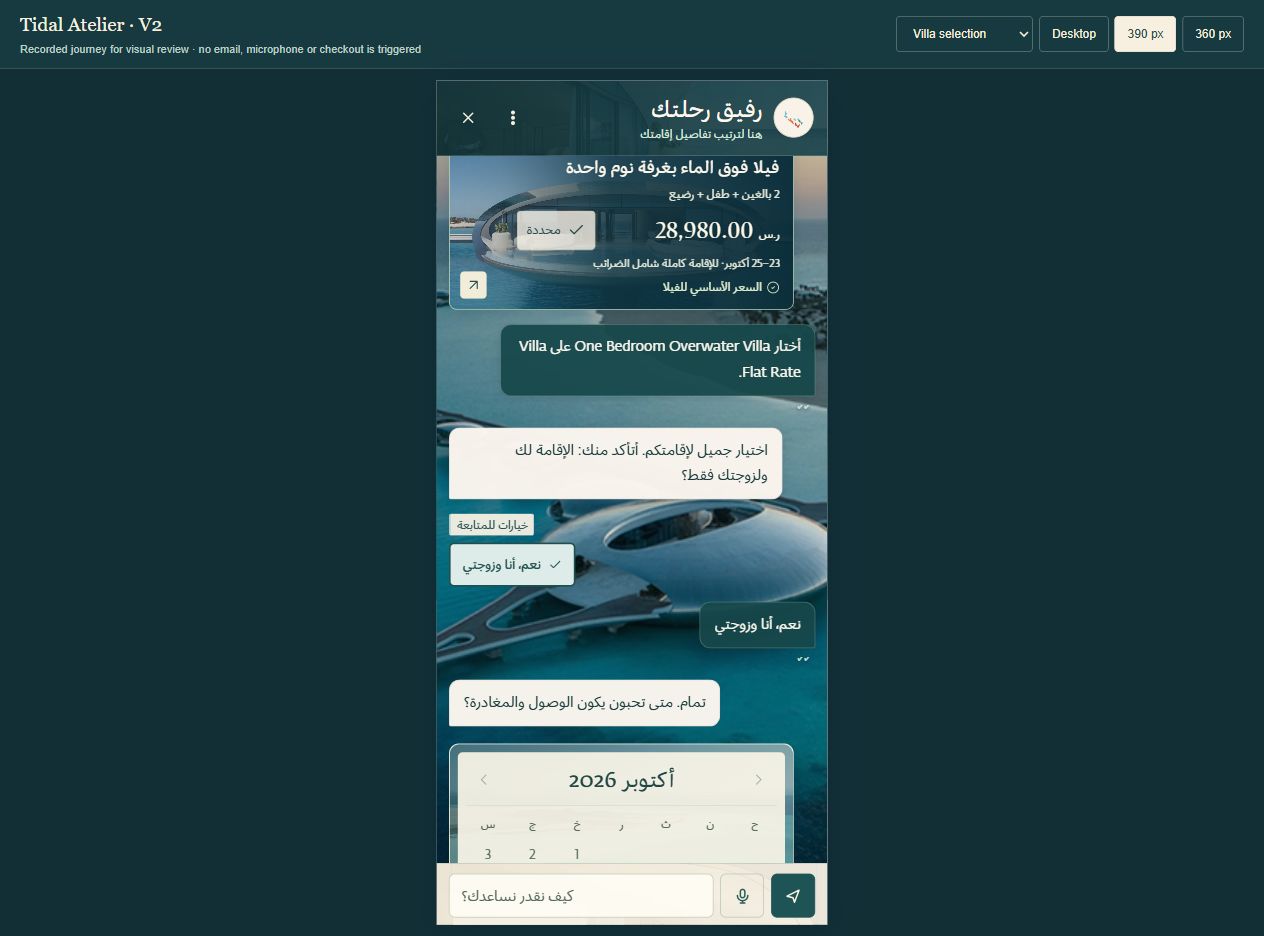 Tidal Atelier · V2
Recorded journey for visual review · no email, microphone or checkout is triggered
Villa selection
Desktop
390 px
360 px
رفيق رحلتك
هنا لترتيب تفاصيل إقامتك
فيلا فوق الماء بغرفة نوم واحدة
2 بالغين + طفل + رضيع
ر.س 28,980.00
محددة
23–25 أكتوبر· للإقامة كاملة شامل الضرائب
السعر الأساسي للفيلا
أختار One Bedroom Overwater Villa على Villa
Flat Rate.
اختيار جميل لإقامتكم. أتأكد منك: الإقامة لك
ولزوجتك فقط؟
خيارات للمتابعة
نعم، أنا وزوجتي
نعم، أنا وزوجتي
تمام. متى تحبون يكون الوصول والمغادرة؟
أكتوبر 2026
ح ن ث ر خ ج س
1 2 3
كيف نقدر نساعدك؟